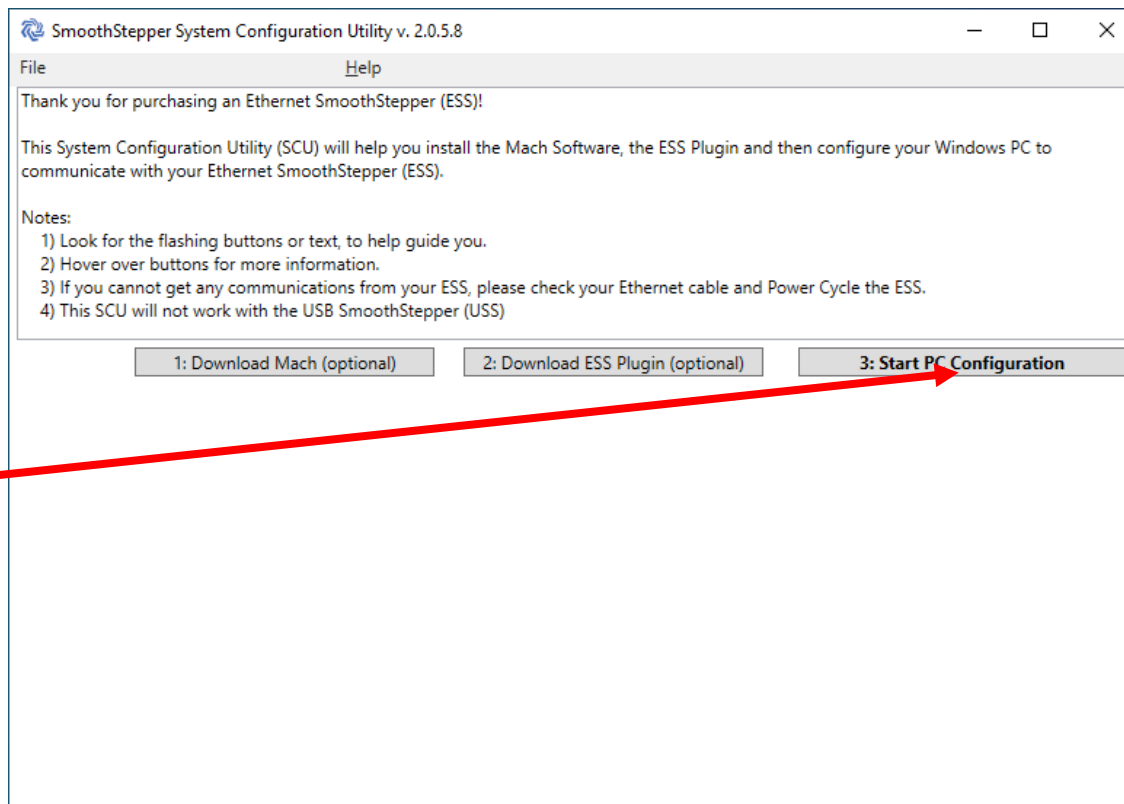 SmoothStepper System Configuration Utility v. 2.0.5.8
File Help
Thank you for purchasing an Ethernet SmoothStepper (ESS)!
This System Configuration Utility (SCU) will help you install the Mach Software, the ESS Plugin and then configure your Windows PC to
communicate with your Ethernet SmoothStepper (ESS).
Notes:
1) Look for the flashing buttons or text, to help guide you.
2) Hover over buttons for more information.
3) If you cannot get any communications from your ESS, please check your Ethernet cable and Power Cycle the ESS.
4) This SCU will not work with the USB SmoothStepper (USS)
1: Download Mach (optional) 2: Download ESS Plugin (optional) 3: Start PC Configuration